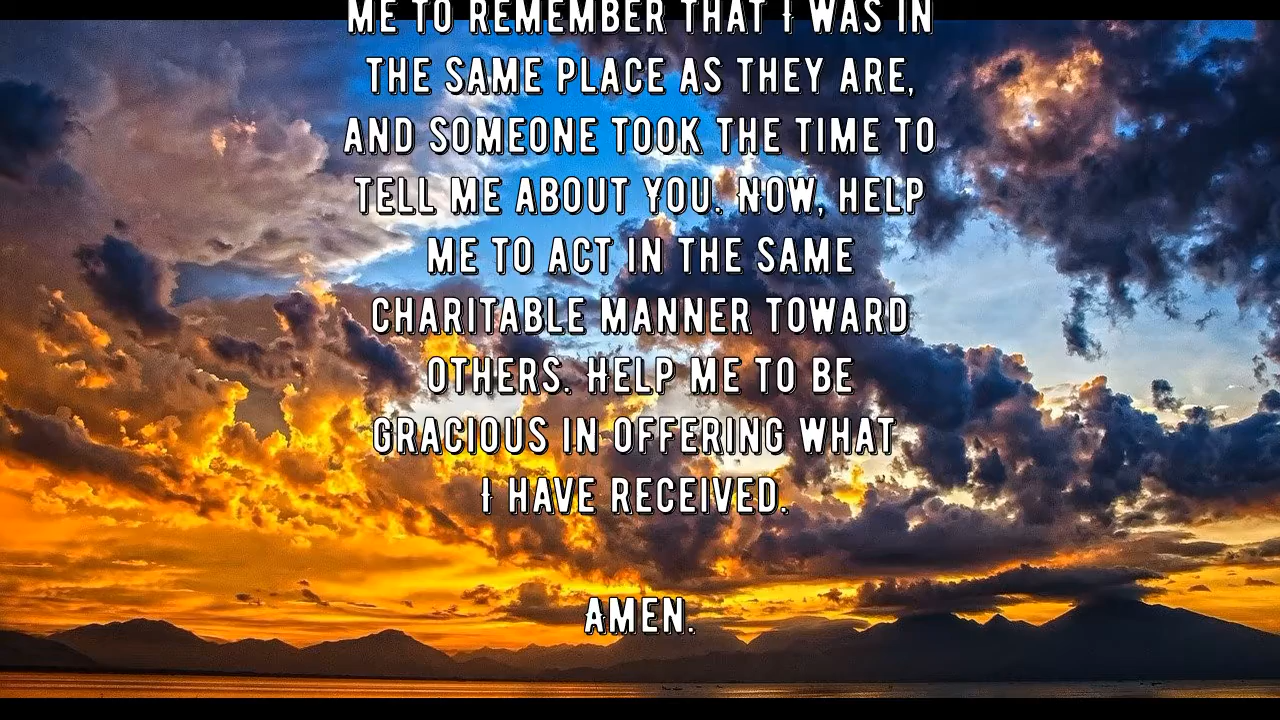 ME TO REMEMBER THAT I WAS IN
THE SAME PLACE AS THEY ARE,
AND SOMEONE TOOK THE TIME TO
TELL ME ABOUT YOU. NOW, HELP
ME TO ACT IN THE SAME
CHARITABLE MANNER TOWARD
OTHERS. HELP ME TO BE
GRACIOUS IN OFFERING WHAT
I HAVE RECEIVED.
AMEN.